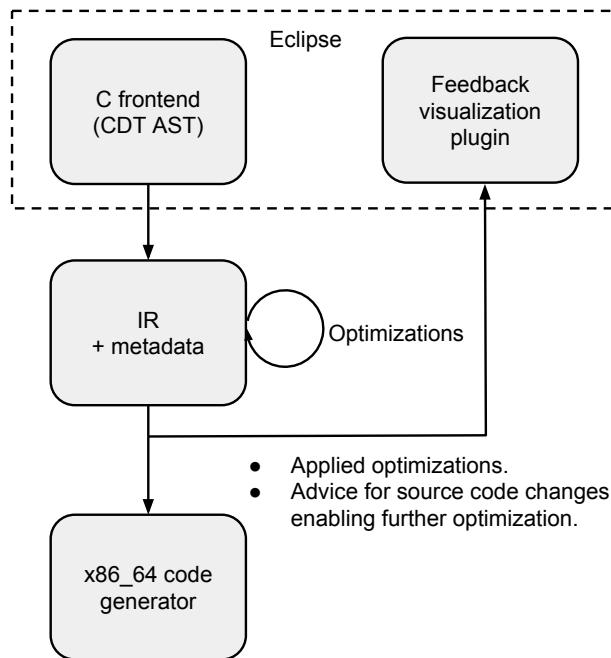 Eclipse
C frontend
(CDT AST)
Feedback
visualization
plugin
IR
+ metadata
Optimizations
● Applied optimizations.
● Advice for source code changes
enabling further optimization.
x86_64 code
generator